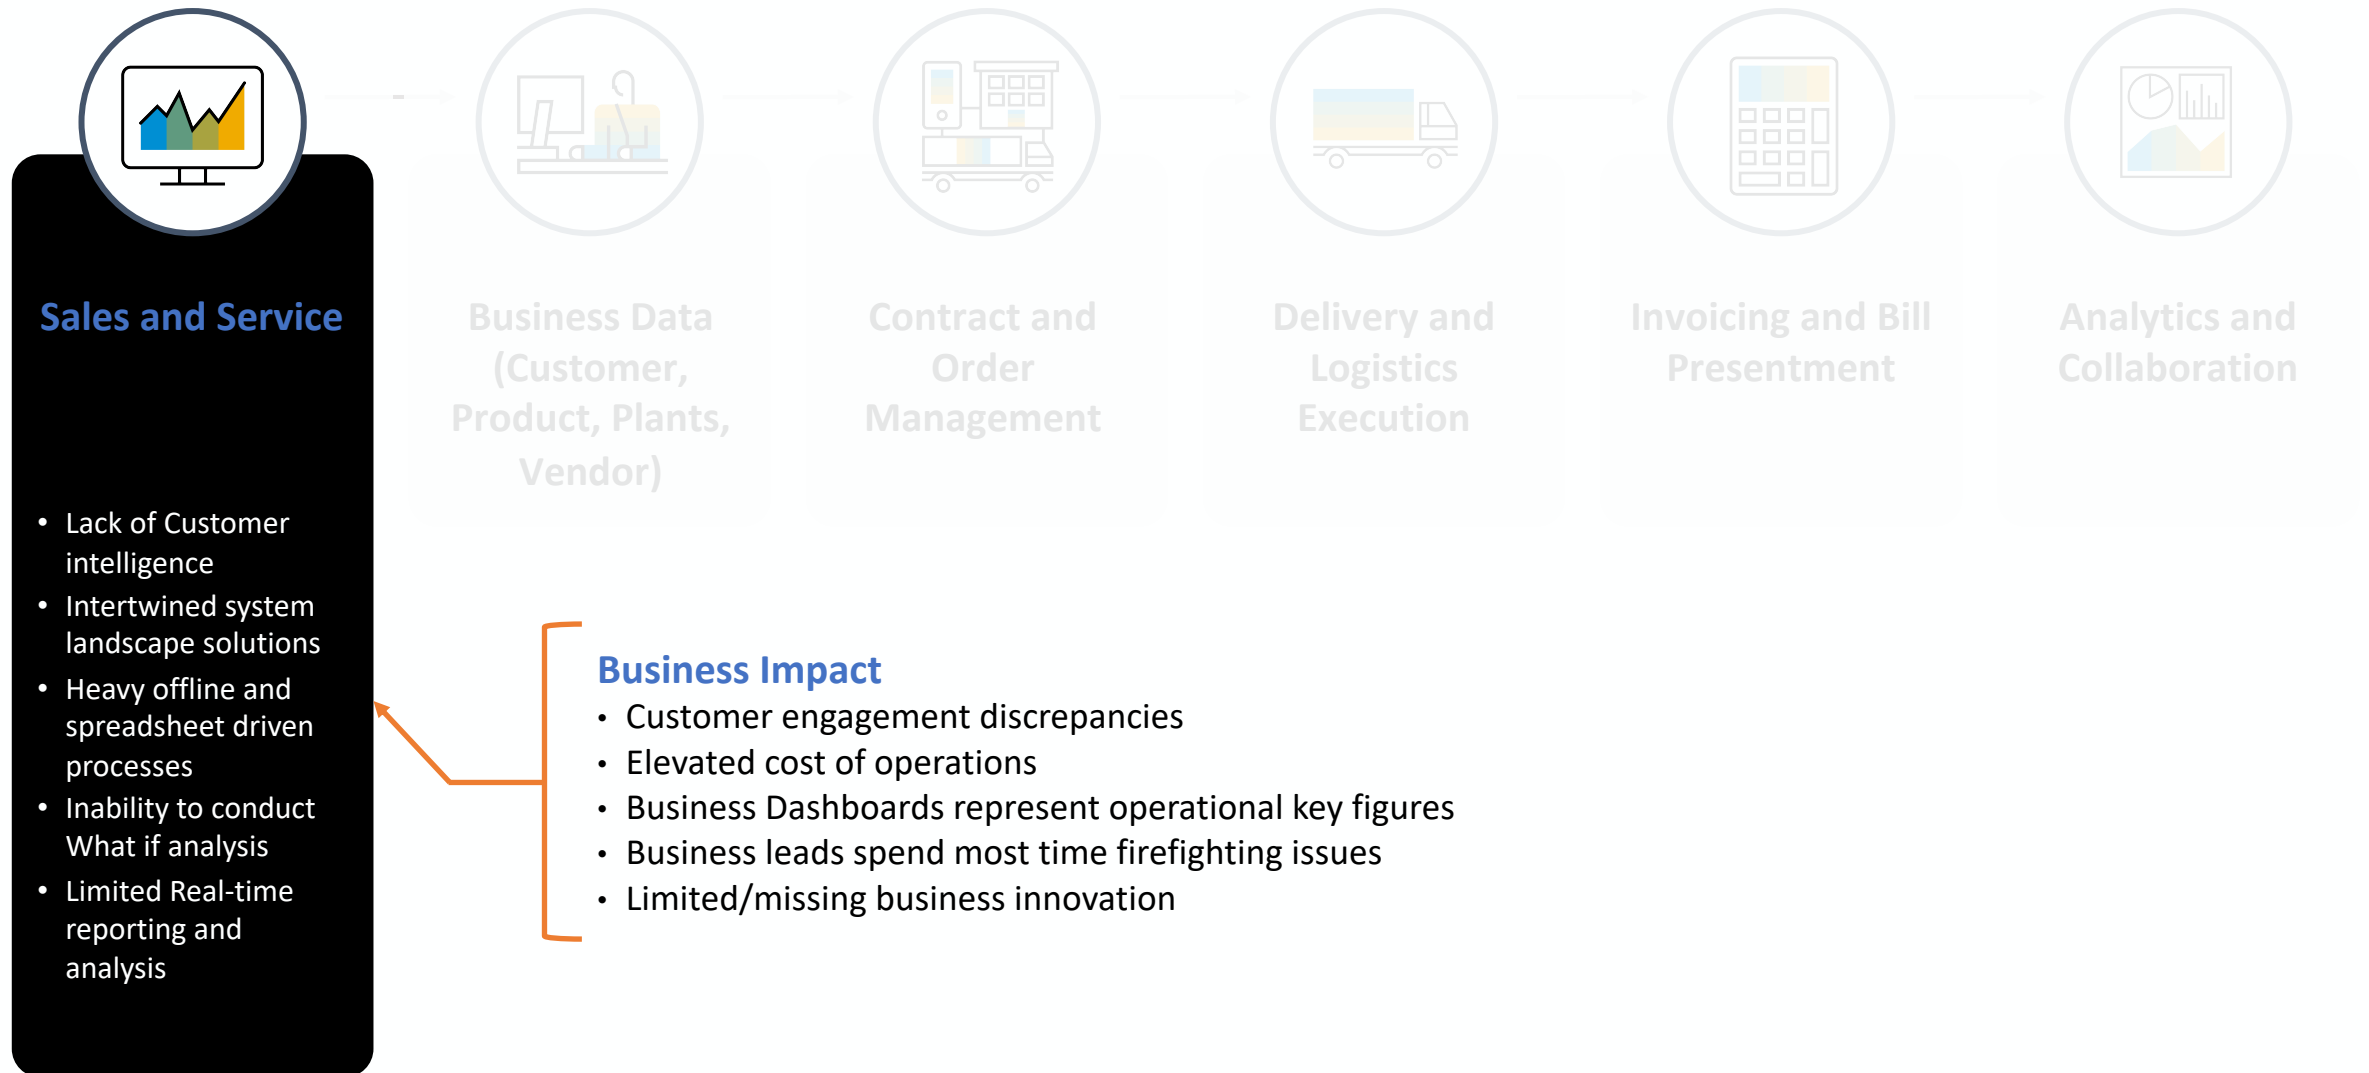 Sales and Service
Business Data
(Customer,
Product, Plants,
Vendor)
Contract and
Order
Management
Delivery and
Logistics
Execution
Invoicing and Bill
Presentment
Analytics and
Collaboration
• Lack of Customer
intelligence
• Intertwined system
landscape solutions
• Heavy offline and
spreadsheet driven
processes
• Inability to conduct
What if analysis
• Limited Real-time
reporting and
analysis
Business Impact
• Customer engagement discrepancies
• Elevated cost of operations
• Business Dashboards represent operational key figures
• Business leads spend most time firefighting issues
• Limited/missing business innovation